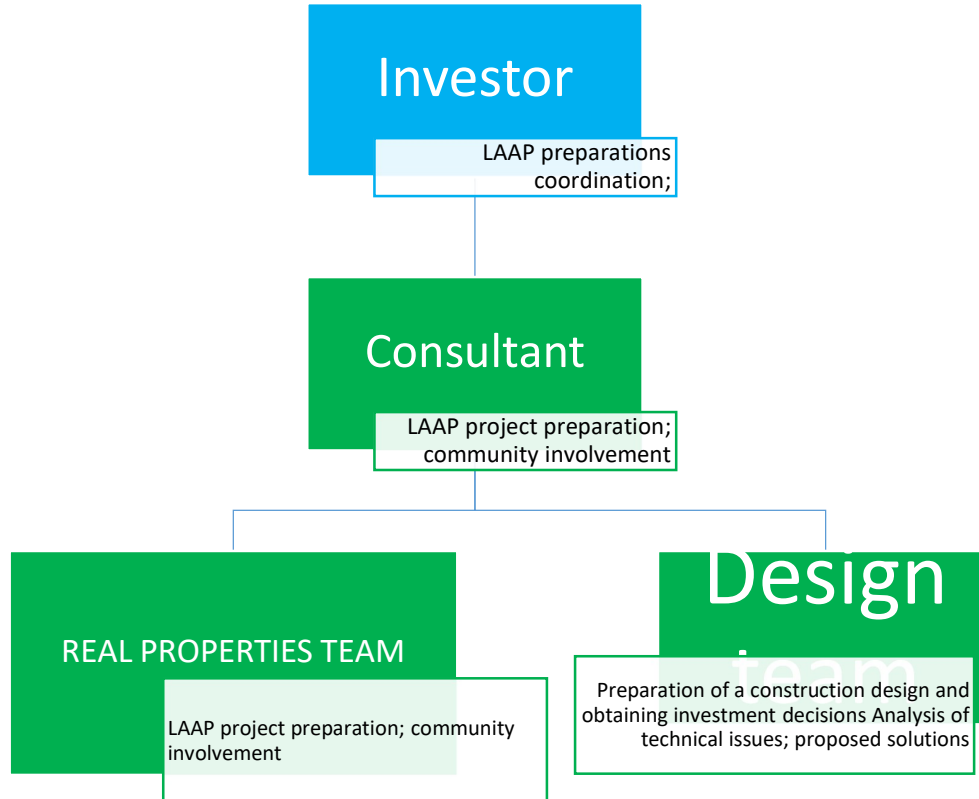 Investor
LAAP preparations
coordination;
Consultant
LAAP project preparation;
community involvement
REAL PROPERTIES TEAM
LAAP project preparation; community
involvement
Design
team
Preparation of a construction design and
obtaining investment decisions Analysis of
technical issues; proposed solutions